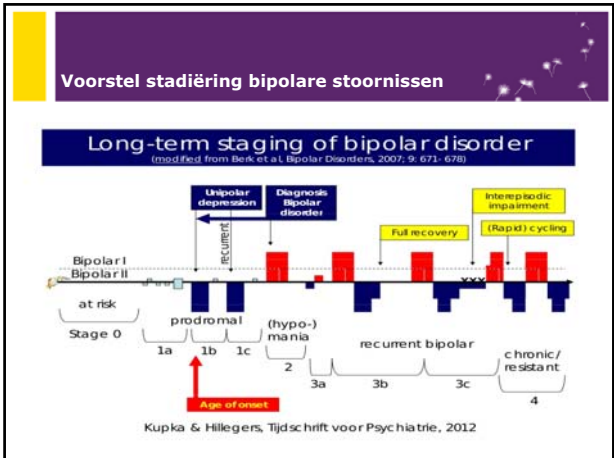 Voorstel stadiëring bipolare stoornissen
Long-term staging of bipolar disorder
(modified from Berk et al, Bipolar Disorders, 2007; 9: 671- 678)
Unipolar
depression
recurrent
Diagnosis
Bipolar
disorder
Interepisodic
impairment
Full recovery
(Rapid) cycling
Bipolar I
Bipolar II
xxx
at risk
Stage 0
prodromal
1a
1b
1c
(hypo-)
mania
2
recurrent bipolar
3a
3b
3c
chronic/
resistant
4
Age of onset
Kupka & Hillegers, Tijdschrift voor Psychiatrie, 2012